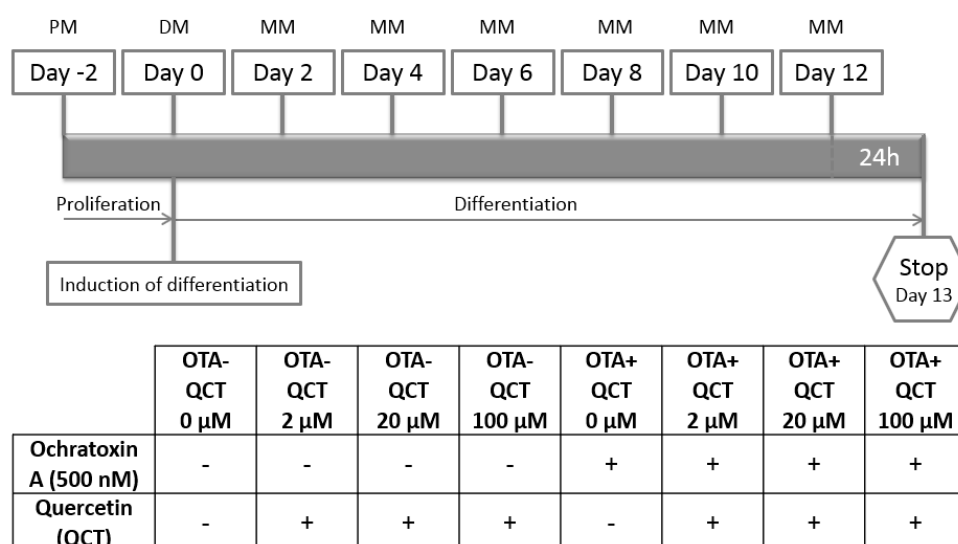 PM DM MM MM MM MM MM MM
Day -2 Day 0 Day 2 Day 4 Day 6 Day 8 Day 10 Day 12
24h
Proliferation Differentiation
Induction of differentiation
Stop
Day 13
OTA- OTA- OTA- OTA- OTA+ OTA+ OTA+ OTA+
QCT QCT QCT QCT QCT QCT QCT QCT
0 µM 2 µM 20 µM 100 µM 0 µM 2 µM 20 µM 100 µM
Ochratoxin
A (500 nM) - - - - + + + +
Quercetin
(QCT) - + + + - + + +